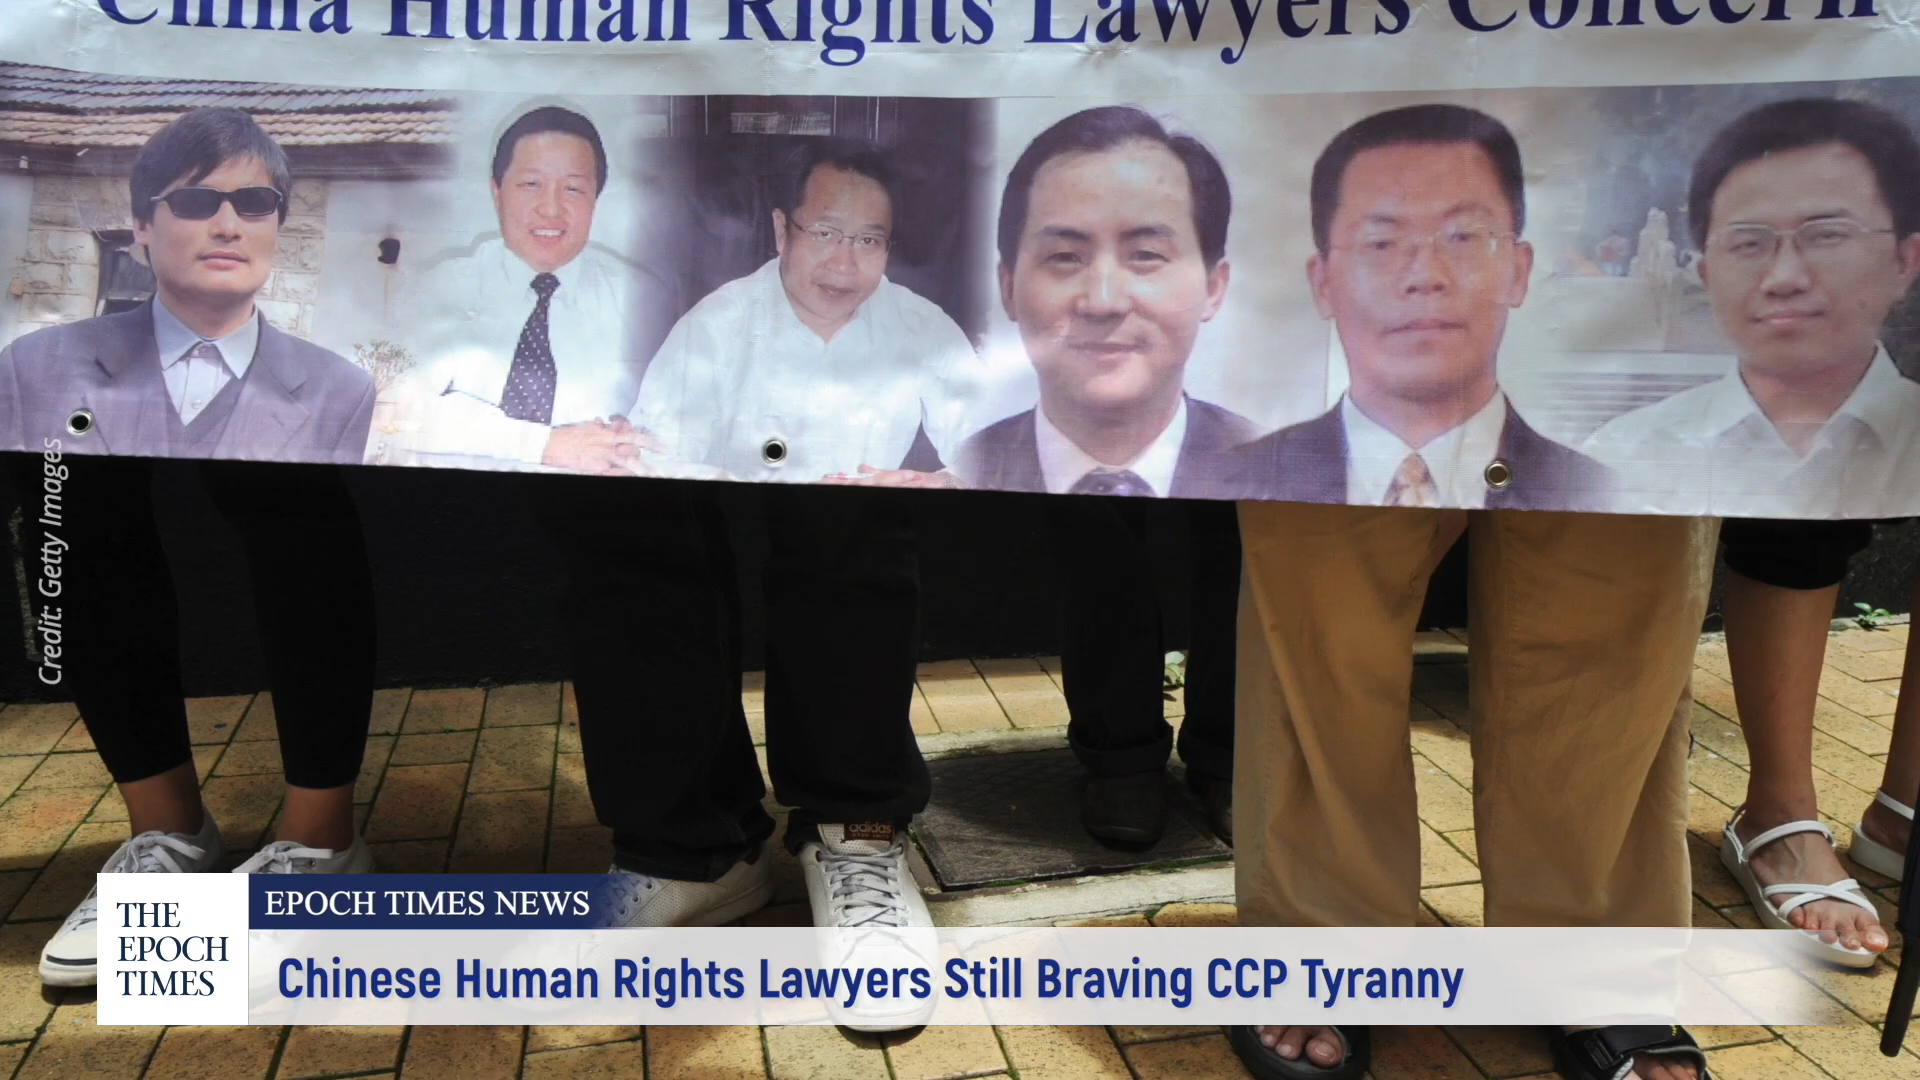 China Human Rights Lawyers Concern
Credit: Getty Images
adidas
THE
EPOCH
TIMES
EPOCH TIMES NEWS
Chinese Human Rights Lawyers Still Braving CCP Tyranny